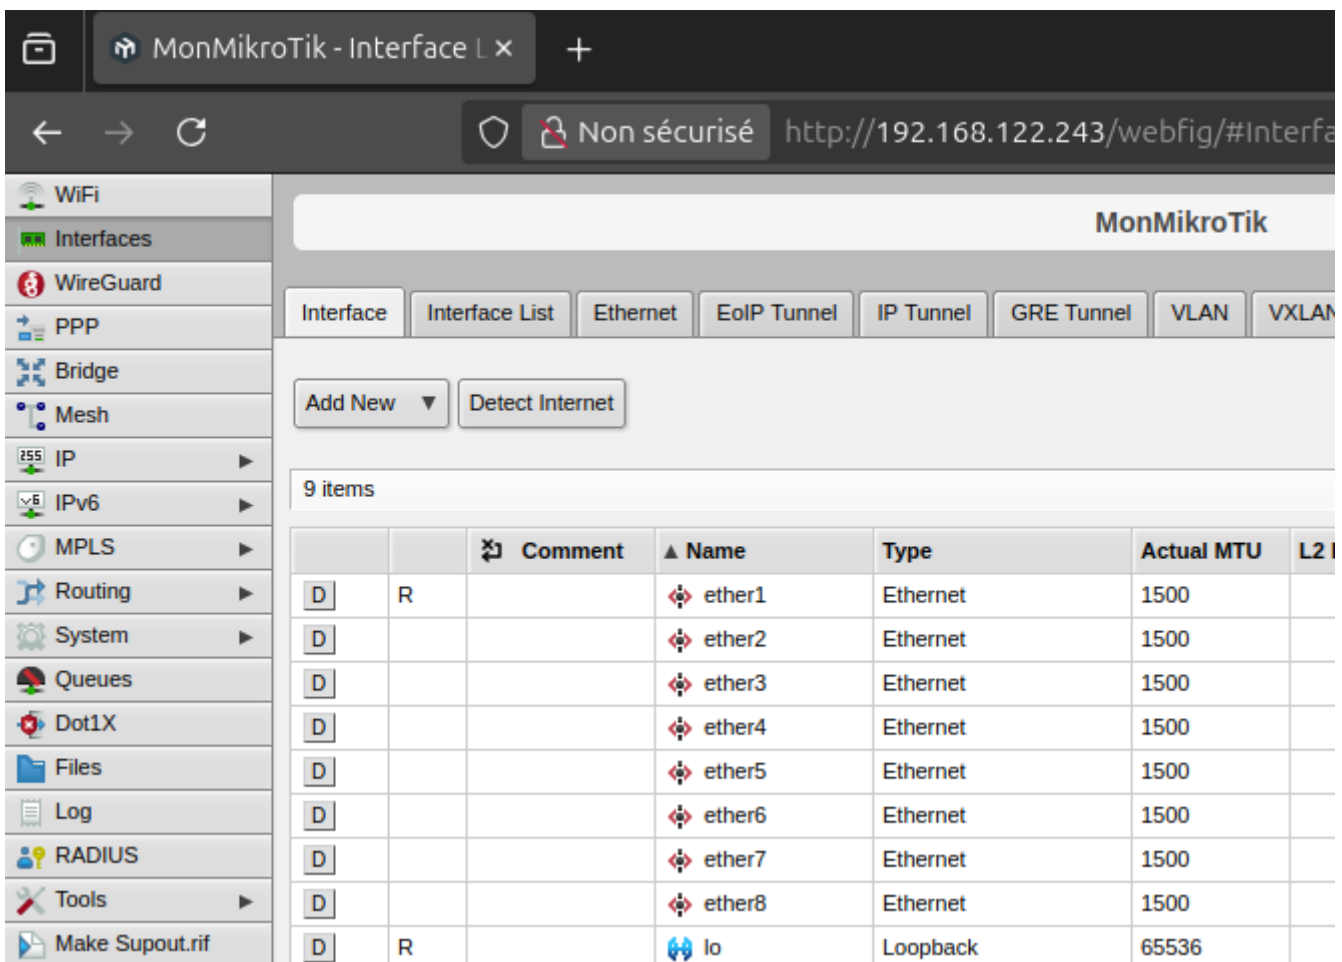 MonMikroTik - Interface L
Non sécurisé http://192.168.122.243/webfig/#Interfa
WiFi
Interfaces
WireGuard
PPP
Bridge
Mesh
IP
IPv6
MPLS
Routing
System
Queues
Dot1X
Files
Log
RADIUS
Tools
Make Supout.rif
MonMikroTik
Interface Interface List Ethernet EoIP Tunnel IP Tunnel GRE Tunnel VLAN VXLAN
Add New Detect Internet
9 items
Comment Name Type Actual MTU L2
D R ether1 Ethernet 1500
D ether2 Ethernet 1500
D ether3 Ethernet 1500
D ether4 Ethernet 1500
D ether5 Ethernet 1500
D ether6 Ethernet 1500
D ether7 Ethernet 1500
D ether8 Ethernet 1500
D R lo Loopback 65536